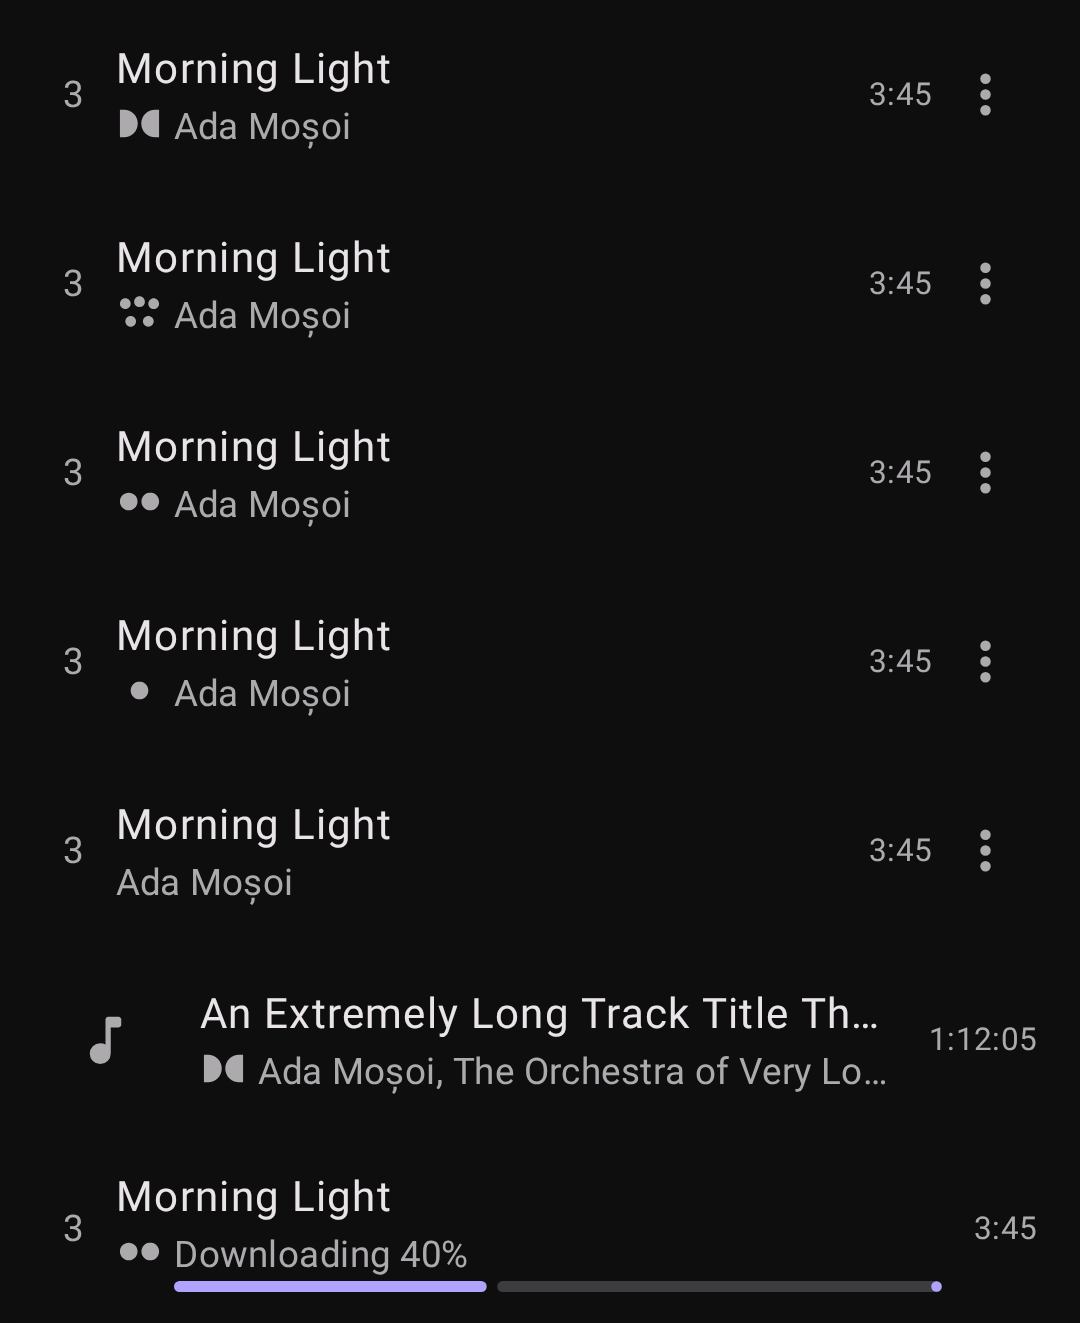 3
Morning Light
Ada Moșoi
3:45
3
Morning Light
Ada Moșoi
3:45
3
Morning Light
Ada Moșoi
3:45
3
Morning Light
Ada Moșoi
3:45
3
Morning Light
Ada Moșoi
3:45
An Extremely Long Track Title Th…
Ada Moșoi, The Orchestra of Very Lo…
1:12:05
3
Morning Light
Downloading 40%
3:45